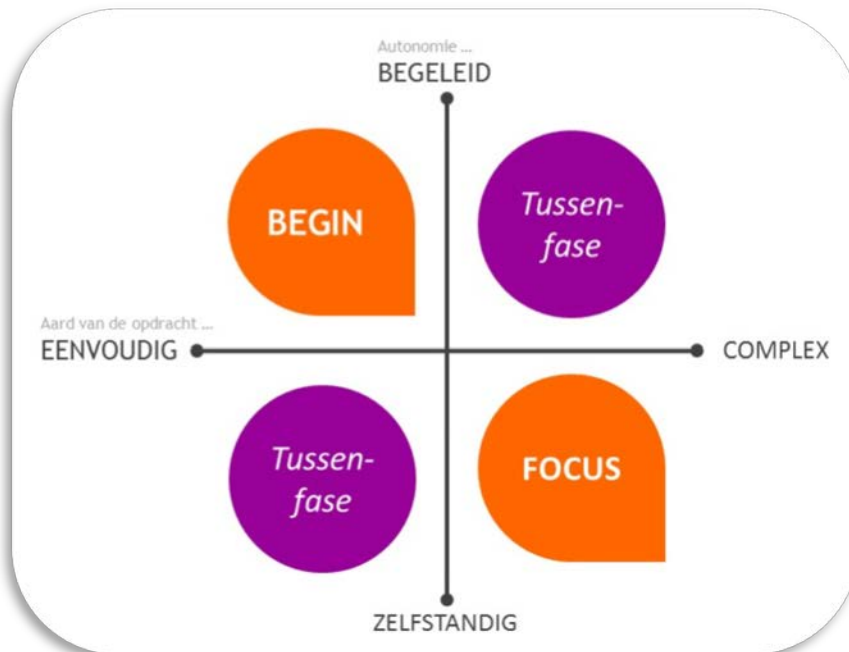 Autonomie ...
BEGELEID
BEGIN
Tussen-
fase
Aard van de opdracht ...
EENVOUDIG
COMPLEX
Tussen-
fase
FOCUS
ZELFSTANDIG